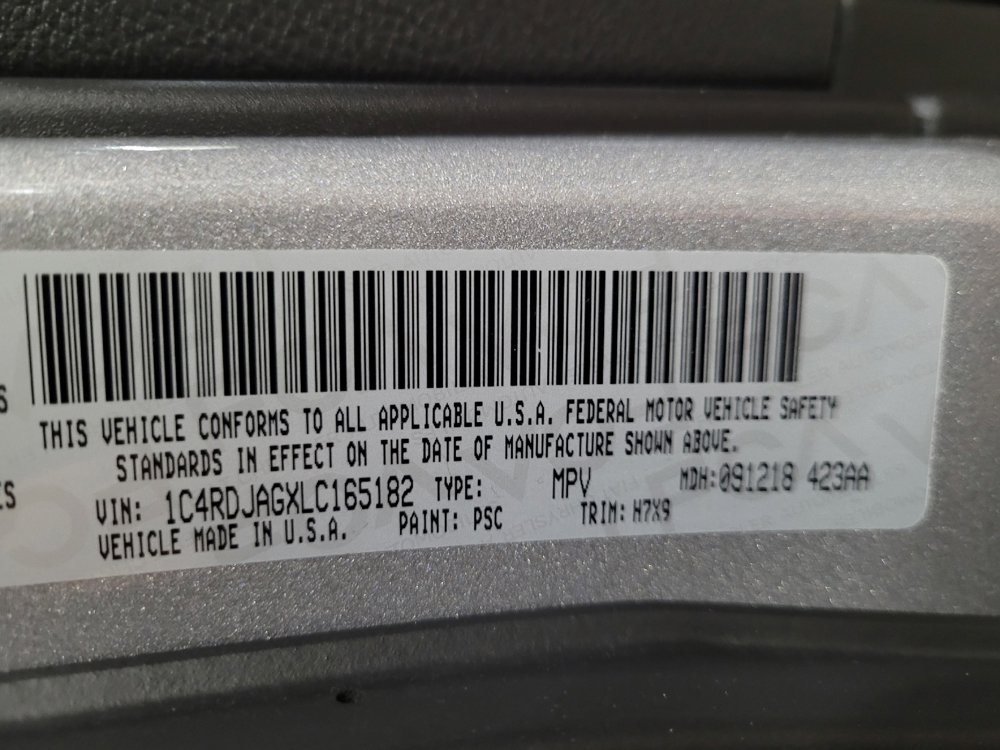 S
THIS VEHICLE CONFORMS TO ALL APPLICABLE U.S.A. FEDERAL MOTOR VEHICLE SAFETY
STANDARDS IN EFFECT ON THE DATE OF MANUFACTURE SHOWN ABOVE.
ES
VIN: 1C4RDJAGXLC165182 TYPE: MPV MDH:091218 423AA
VEHICLE MADE IN U.S.A. PAINT: PSC TRIM: H7X9